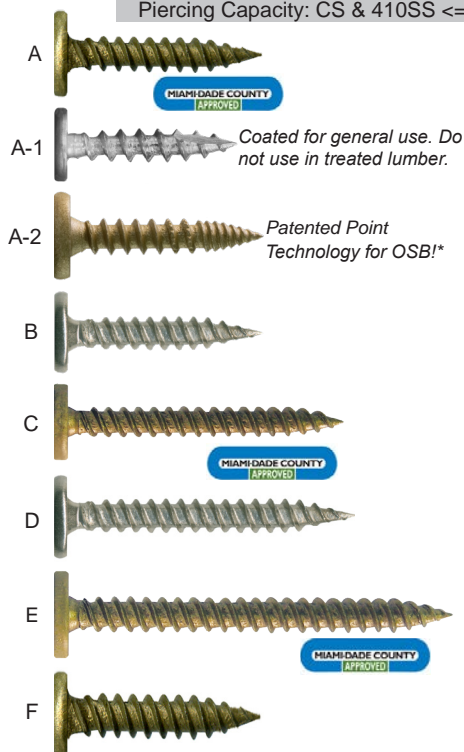 Piercing Capacity: CS & 410SS <=
A
MIAMI-DADE COUNTY
APPROVED
A-1
Coated for general use. Do
not use in treated lumber.
A-2
Patented Point
Technology for OSB!*
B
C
MIAMI-DADE COUNTY
APPROVED
D
E
MIAMI-DADE COUNTY
APPROVED
F